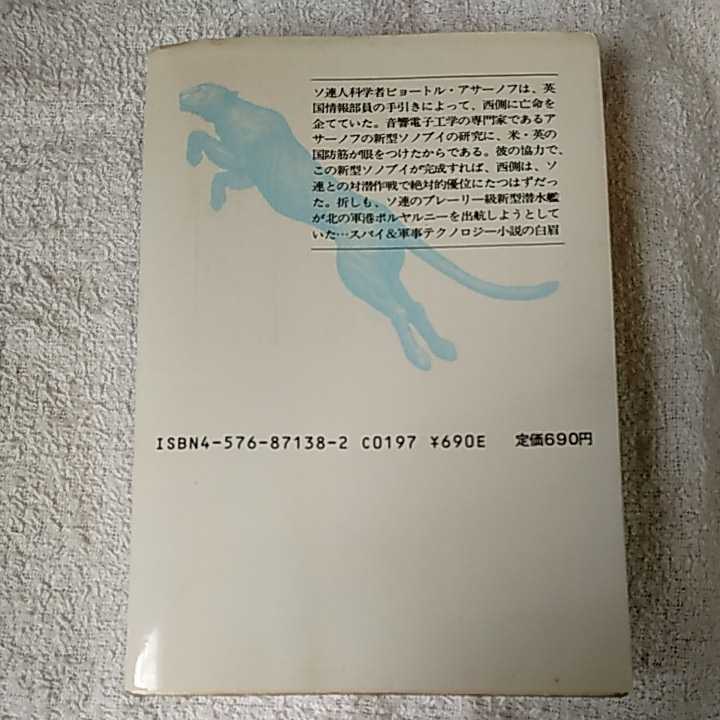 ソ連人科学者ピョートル・アサーノフは、英
国情報部員の手引きによって、西側に亡命を
企てていた。音響電子工学の専門家であるア
サーノフの新型ソノブイの研究に、米・英の
国防筋が眼をつけたからである。彼の協力で、
この新型ソノブイが完成すれば、西側は、ソ
連との対潜作戦で絶対的優位にたつはずだっ
た。折しも、ソ連のブレーリー級新型潜水艦
が北の軍港ポルヤルニーを出航しようとして
いた…スパイ&軍事テクノロジー小説の白眉
ISBN4-576-87138-2 C0197 ¥690E 定価690円